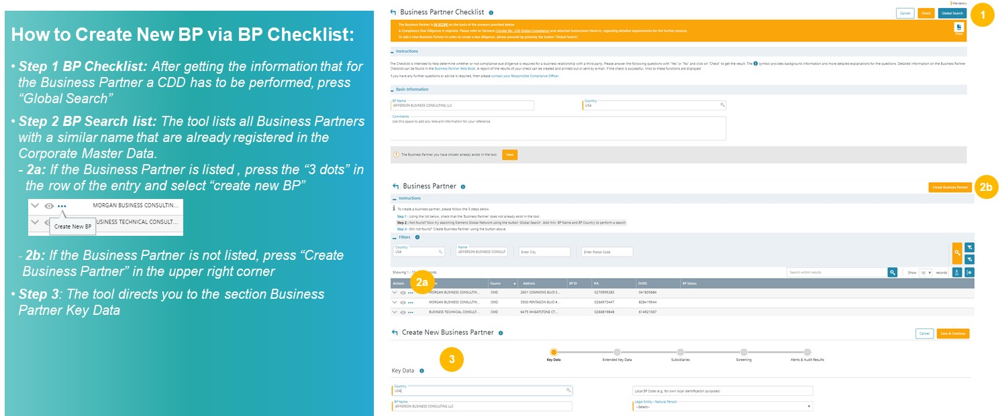 How to Create New BP via BP Checklist:
• Step 1 BP Checklist: After getting the information that for
the Business Partner a CDD has to be performed, press
“Global Search”
• Step 2 BP Search list: The tool lists all Business Partners
with a similar name that are already registered in the
Corporate Master Data.
- 2a: If the Business Partner is listed , press the “3 dots” in
the row of the entry and select “create new BP”
MORGAN BUSINESS CONSULTIN...
USINESS TECHNICAL CONSULT...
Create New BP
- 2b: If the Business Partner is not listed, press “Create
Business Partner” in the upper right corner
• Step 3: The tool directs you to the section Business
Partner Key Data
Mandatory
Business Partner Checklist
Cancel Check Global Search
1
The Business Partner is IN SCOPE on the basis of the answers provided below.
A Compliance Due Diligence is required. Please refer to Siemens Circular No. 226 Global Compliance and attached instructions there-in, regarding detailed requirements for the further process.
To add a new Business Partner in order to create a due diligence, please proceed by pressing the button "Global Search".
Print
Instructions
The Checklist is intended to help determine whether or not compliance due diligence is required for a business relationship with a third-party. Please answer the following questions with "Yes" or "No" and click on "Check" to get the result. The symbol provides background information and more detailed explanations for the questions. Detailed information on the Business Partner
Checklist can be found in the Business Partner Web Book. A report of the results of your check can be created and printed out or sent by e-mail. If the check is successful, links to these functions are displayed.
If you have any further questions or advice is required, then please contact your Responsible Compliance Officer.
Basic Information
BP Name
JEFFERSON BUSINESS CONSULTING LLC
Country
USA
Comments
Use this space to add any relevant information for your reference.
The Business Partner you have chosen already exists in the tool. View
Business Partner
Create Business Partner
2b
Instructions
To create a business partner, please follow the 3 steps below.
Step 1 : Using the list below, check that the 'Business Partner' does not already exist in the tool.
Step 2 : Not found? Now try searching Siemens Global Network using the button 'Global Search'. Add min. BP Name and BP Country to perform a search.
Step 3 : Still not found? 'Create Business Partner' using the button above.
Filters
Country
USA
Name
JEFFERSON BUSINESS CONSULT
Enter City
Enter Postal Code
Showing 1 - 10
Search within results
Show 10 records
2a
Actions Source Address BP ID IFA DUNS BP Status
MORGAN BUSINESS CONSULTIN... CMD 2601 COMMONS BLVD S... 0270959283 041835684
MORGAN BUSINESS CONSULTIN... CMD 3500 PENTAGON BLVD #... 0266973447 828419544
BUSINESS TECHNICAL CONSULT... CMD 6475 WHEATSTONE CT... 0266819848 614921067
Create New Business Partner
Cancel Save & Continue
3
Key Data Extended Key Data Subsidiaries Screening Alerts & Audit Results
Key Data
Country
USA
Local BP Code (e.g. for own local identification purposes)
BP Name
JEFFERSON BUSINESS CONSULTING LLC
Legal Entity / Natural Person
--Select--